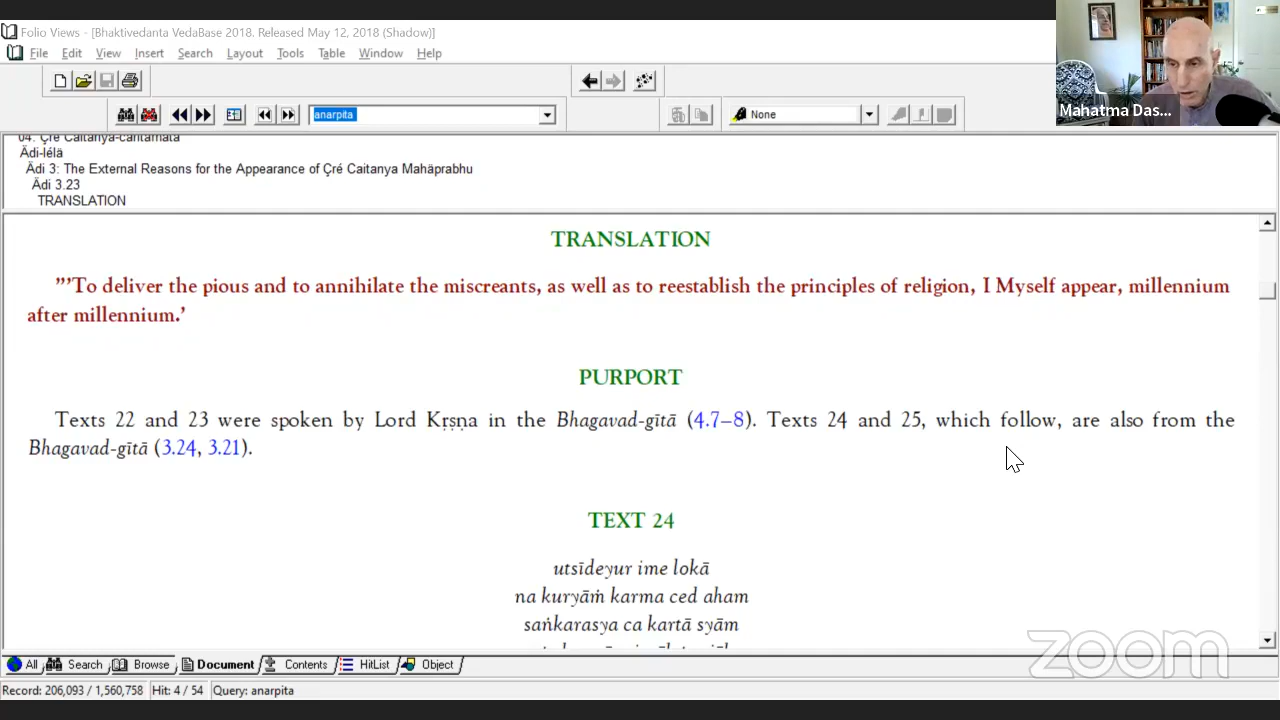 Folio Views - [Bhaktivedanta VedaBase 2018. Released May 12, 2018 (Shadow)]
File Edit View Insert Search Layout Tools Table Window Help
anarpita
None
Mahatma Das...
04. Çré Caitanya-caritämåta
Ädi-lélä
Ädi 3: The External Reasons for the Appearance of Çré Caitanya Mahäprabhu
Ädi 3.23
TRANSLATION
TRANSLATION
"'To deliver the pious and to annihilate the miscreants, as well as to reestablish the principles of religion, I Myself appear, millennium
after millennium.'
PURPORT
Texts 22 and 23 were spoken by Lord Kṛṣṇa in the Bhagavad-gītā (4.7–8). Texts 24 and 25, which follow, are also from the
Bhagavad-gītā (3.24, 3.21).
TEXT 24
utsīdeyur ime lokā
na kuryāṁ karma ced aham
saṅkarasya ca kartā syām
zoom
All Search Browse Document Contents HitList Object
Record: 206,093 / 1,560,758 Hit: 4 / 54 Query: anarpita